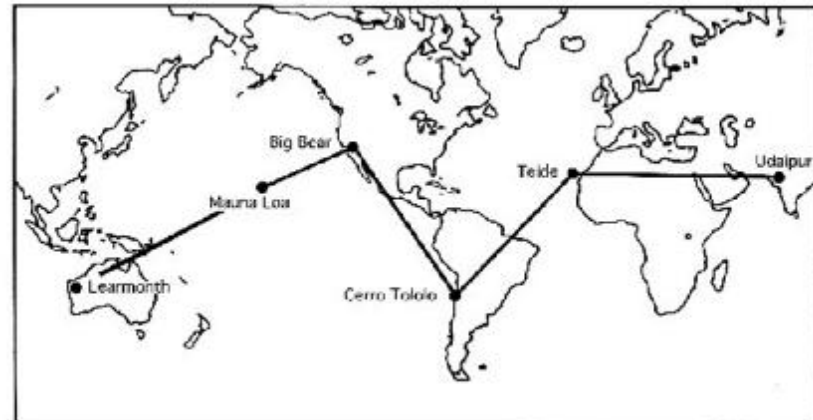 Big Bear
Mauna Loa
Learmonth
Cerro Tololo
Teide
Udaipur